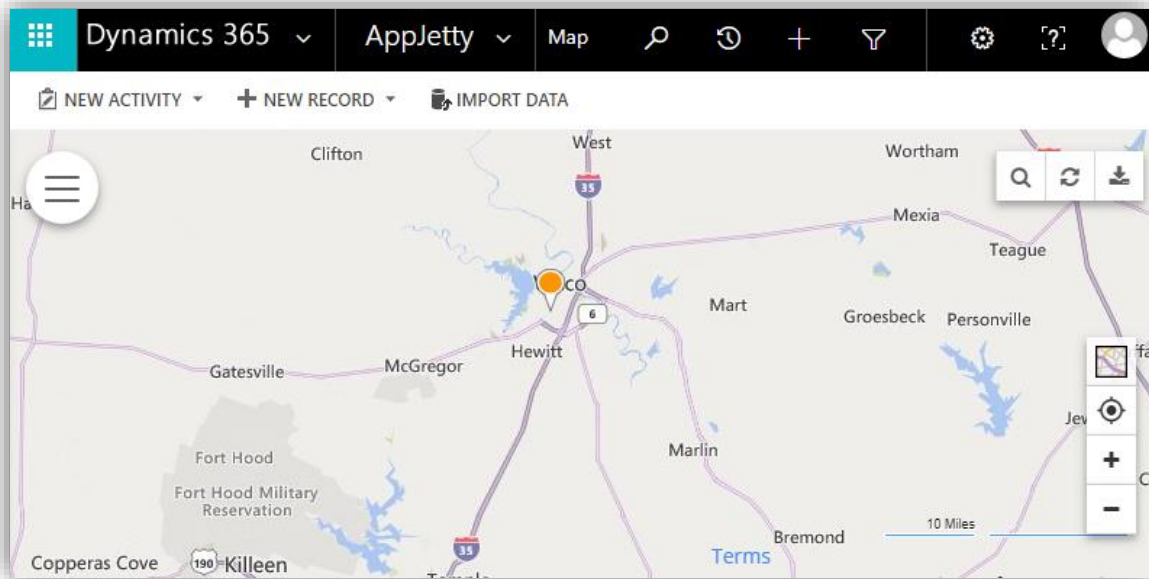 Dynamics 365 AppJetty Map [?]
NEW ACTIVITY NEW RECORD IMPORT DATA
West
Clifton
Wortham
35
Mexia
Teague
Mart
6
Groesbeck Personville
Hewitt
McGregor
Gatesville
Marlin
Fort Hood
Fort Hood Military
Reservation
10 Miles
Bremond
35
Terms
Copperas Cove 190 Killeen